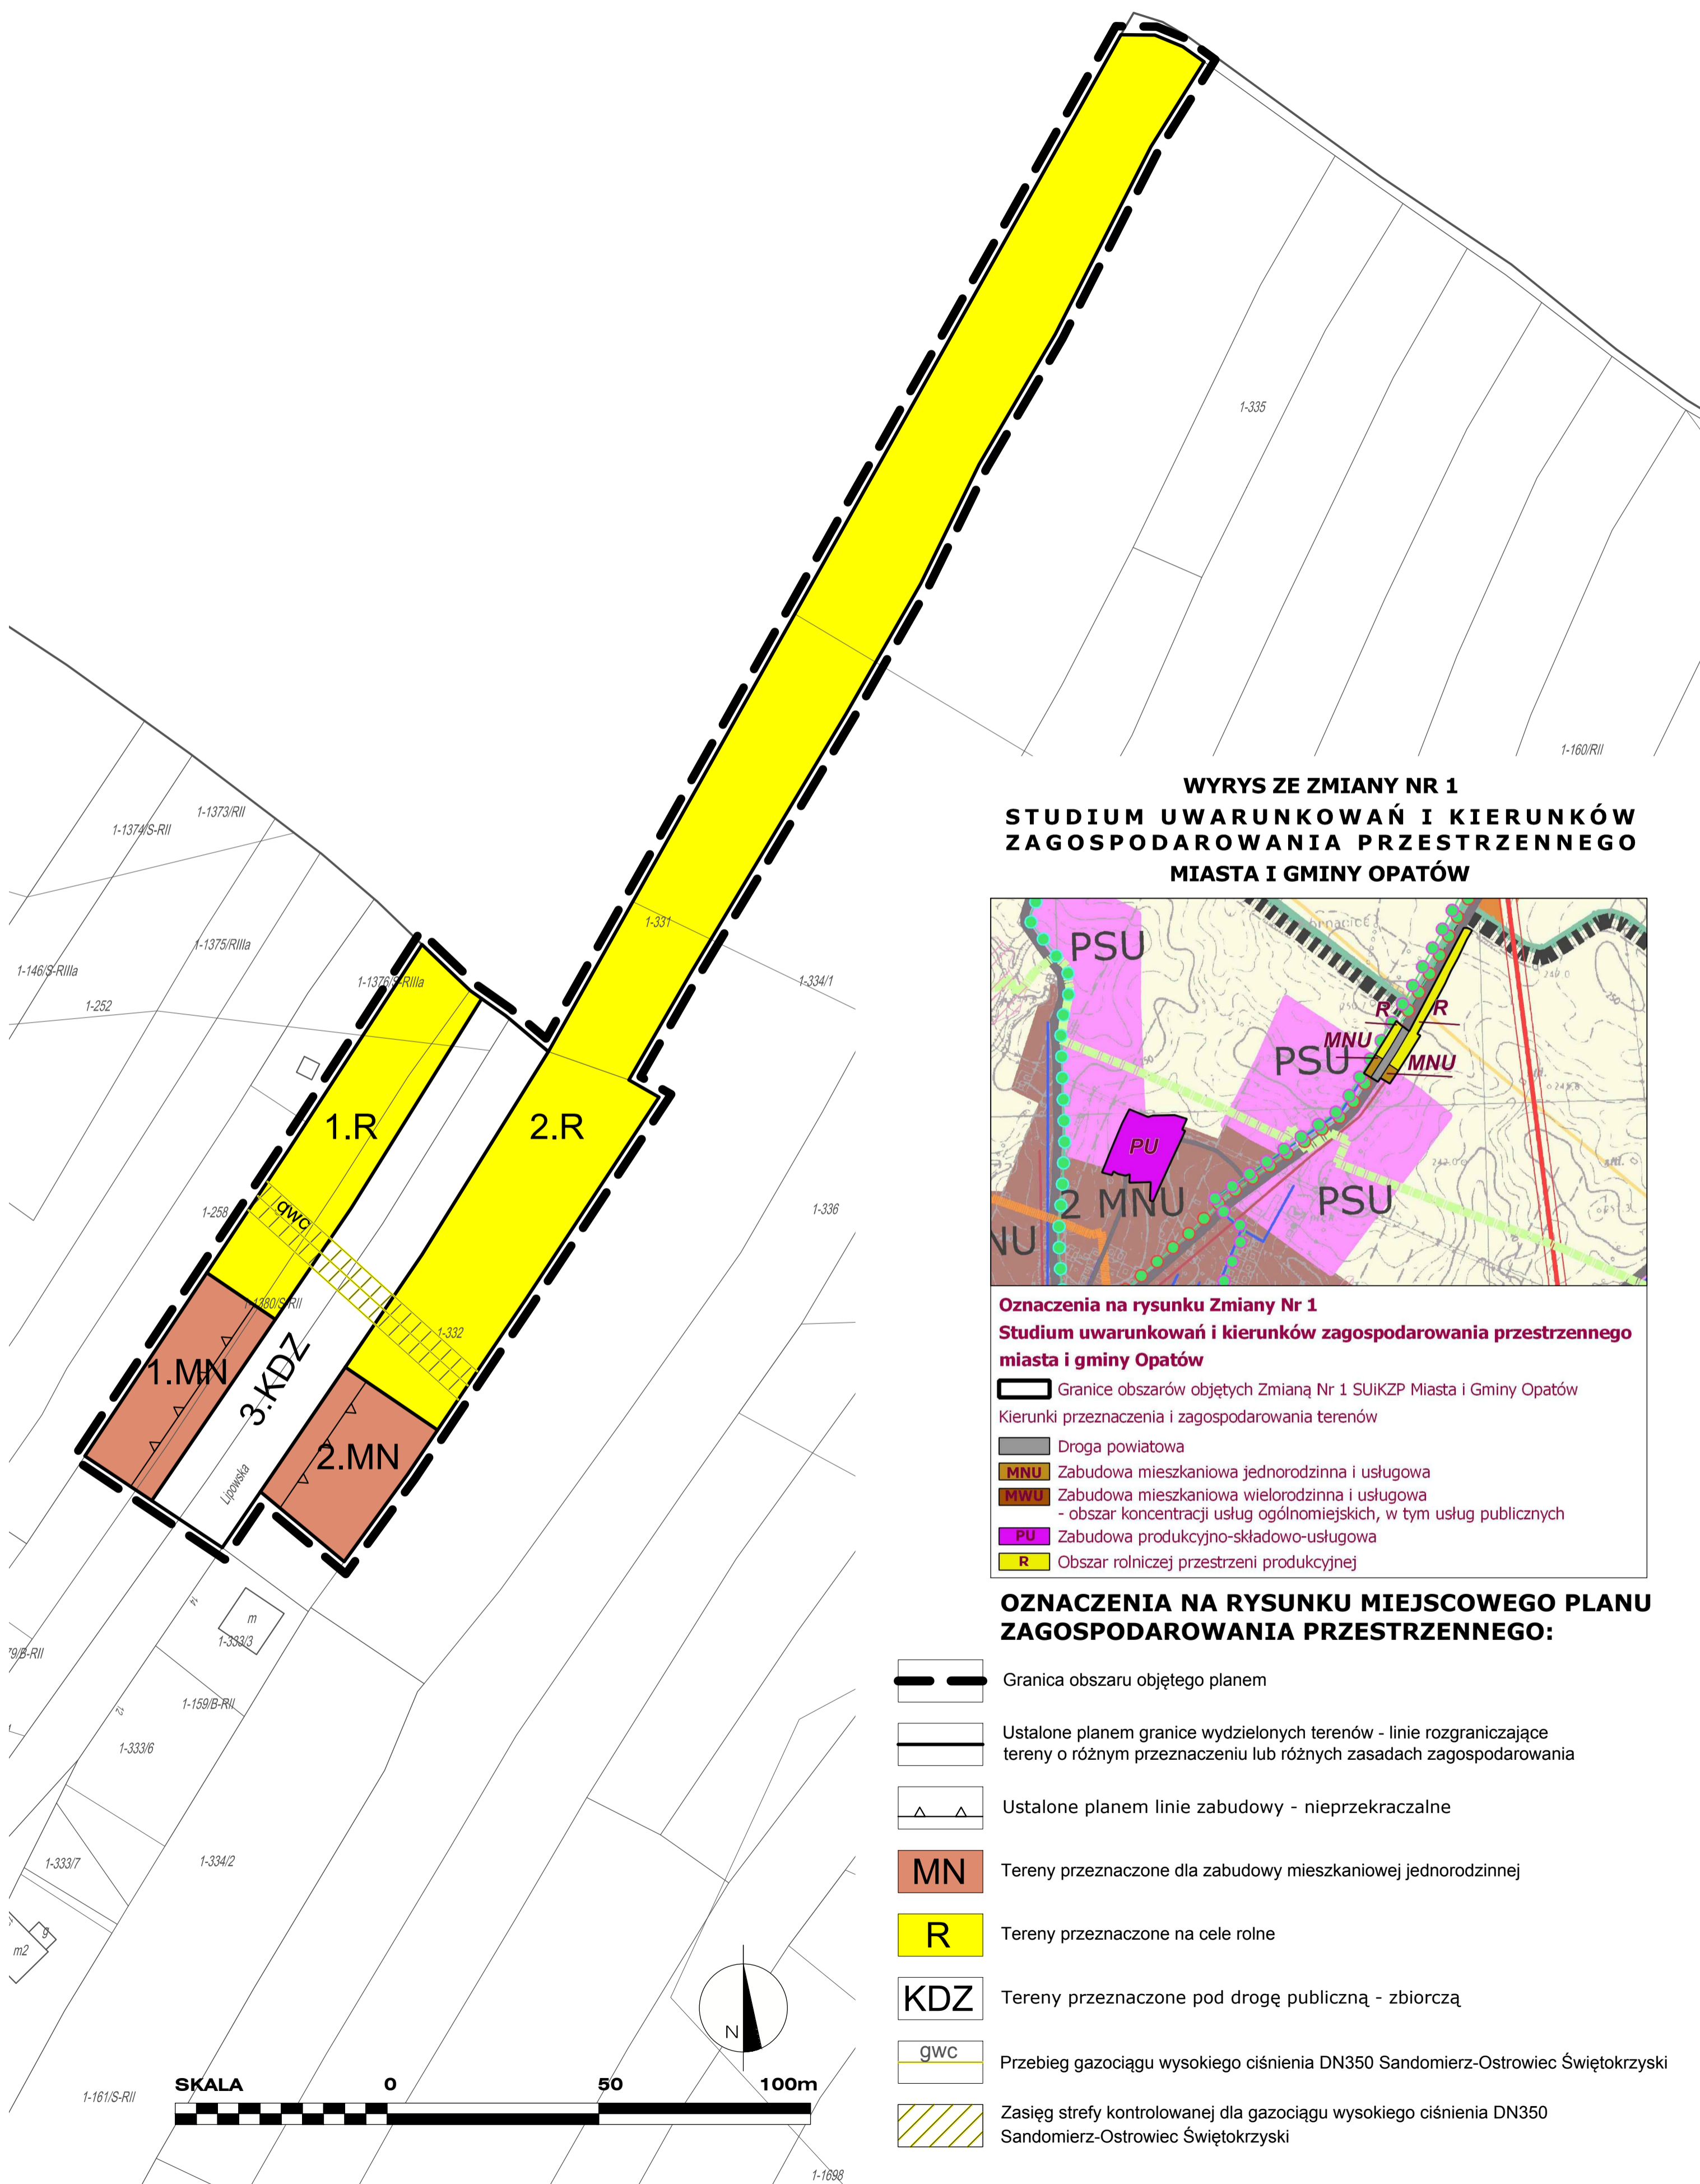 1-335
1-160/RII
1-1373/RII
1-1374/S-RII
1-1375/RIIIa
1-146/S-RIIIa
1-252
1-1376/S-RIIIa
1-331
1-334/1
1.R
2.R
1-258
gwc
1-336
1-1380/S-RII
1-332
1.MN
3.KDZ
2.MN
Lipowska
14
m
1-333/3
79/B-RII
1-159/B-RII
1-333/6
1-333/7
1-334/2
g
m2
1-161/S-RII
1-1698
N
SKALA 0 50 100m
WYRYS ZE ZMIANY NR 1
STUDIUM UWARUNKOWAŃ I KIERUNKÓW
ZAGOSPODAROWANIA PRZESTRZENNEGO
MIASTA I GMINY OPATÓW
PSU
R
R
MNU
PSU
MNU
PU
2 MNU
PSU
NU
Oznaczenia na rysunku Zmiany Nr 1
Studium uwarunkowań i kierunków zagospodarowania przestrzennego
miasta i gminy Opatów
Granice obszarów objętych Zmianą Nr 1 SUiKZP Miasta i Gminy Opatów
Kierunki przeznaczenia i zagospodarowania terenów
Droga powiatowa
MNU Zabudowa mieszkaniowa jednorodzinna i usługowa
MWU Zabudowa mieszkaniowa wielorodzinna i usługowa
- obszar koncentracji usług ogólnomiejskich, w tym usług publicznych
PU Zabudowa produkcyjno-składowo-usługowa
R Obszar rolniczej przestrzeni produkcyjnej
OZNACZENIA NA RYSUNKU MIEJSCOWEGO PLANU
ZAGOSPODAROWANIA PRZESTRZENNEGO:
Granica obszaru objętego planem
Ustalone planem granice wydzielonych terenów - linie rozgraniczające
tereny o różnym przeznaczeniu lub różnych zasadach zagospodarowania
Ustalone planem linie zabudowy - nieprzekraczalne
MN Tereny przeznaczone dla zabudowy mieszkaniowej jednorodzinnej
R Tereny przeznaczone na cele rolne
KDZ Tereny przeznaczone pod drogę publiczną - zbiorczą
gwc Przebieg gazociągu wysokiego ciśnienia DN350 Sandomierz-Ostrowiec Świętokrzyski
Zasięg strefy kontrolowanej dla gazociągu wysokiego ciśnienia DN350
Sandomierz-Ostrowiec Świętokrzyski